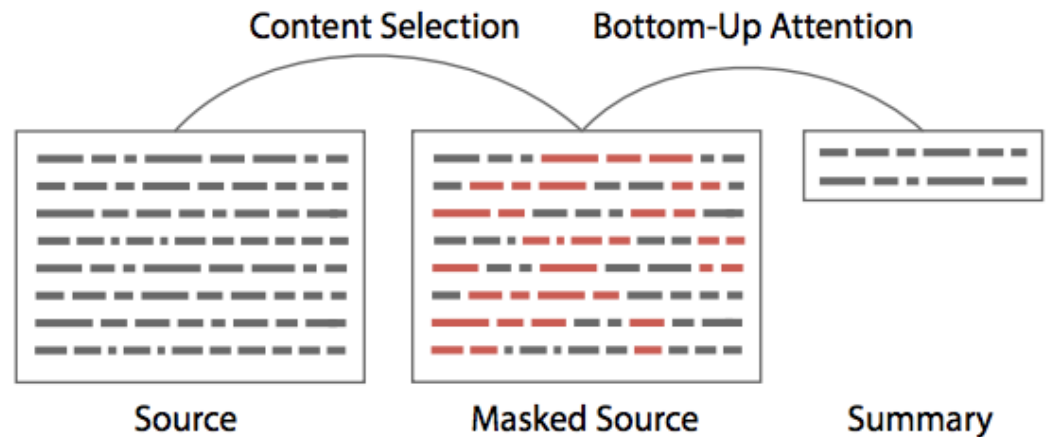 Content Selection
Bottom-Up Attention
Source
Masked Source
Summary